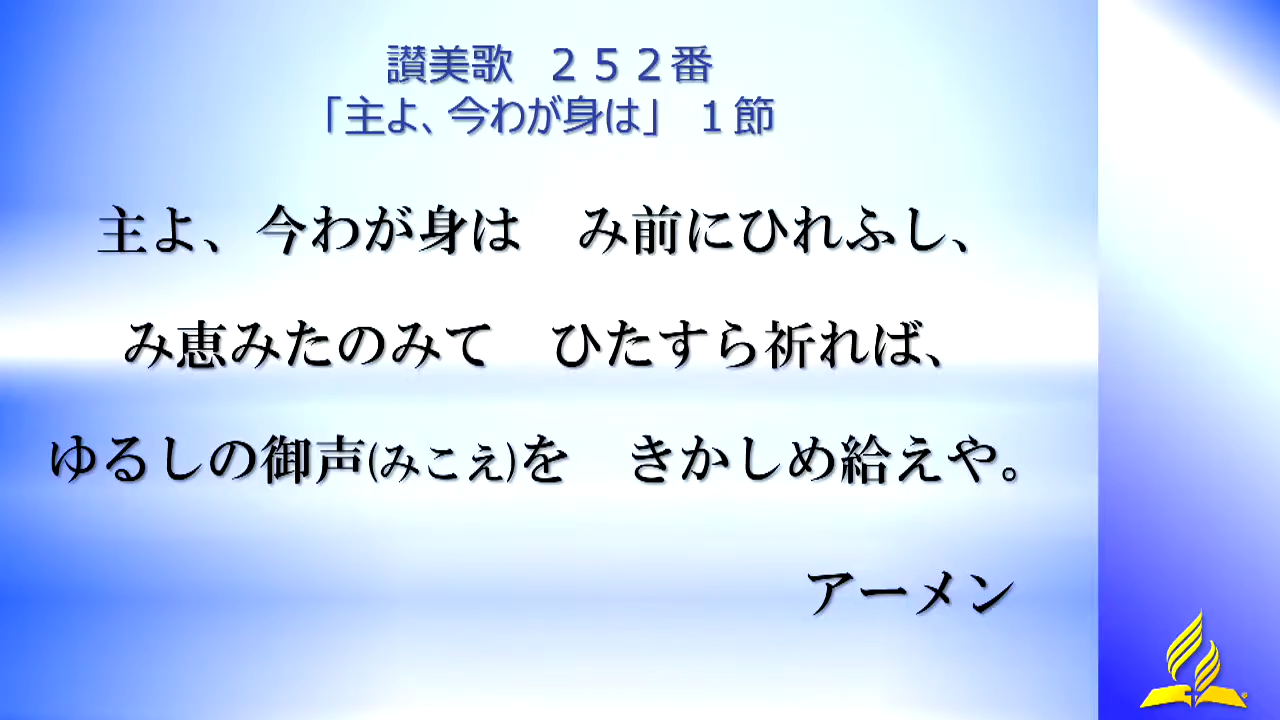 讃美歌　２５２番
「主よ、今わが身は」　１節
主よ、今わが身は　み前にひれふし、
み恵みたのみて　ひたすら祈れば、
ゆるしの御声(みこえ)を　きかしめ給えや。
アーメン